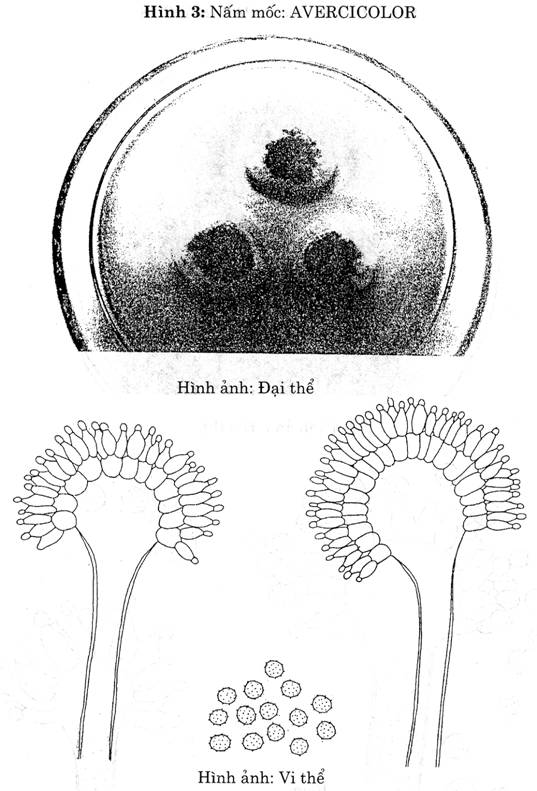 Hình 3: Nấm mốc: AVERCICOLOR
Hình ảnh: Đại thể
Hình ảnh: Vi thể